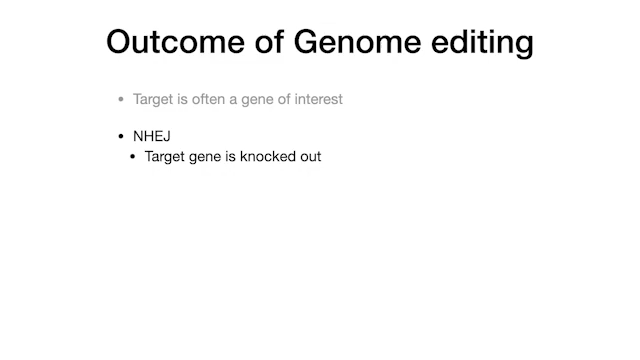 Outcome of Genome editing
• Target is often a gene of interest
• NHEJ
• Target gene is knocked out